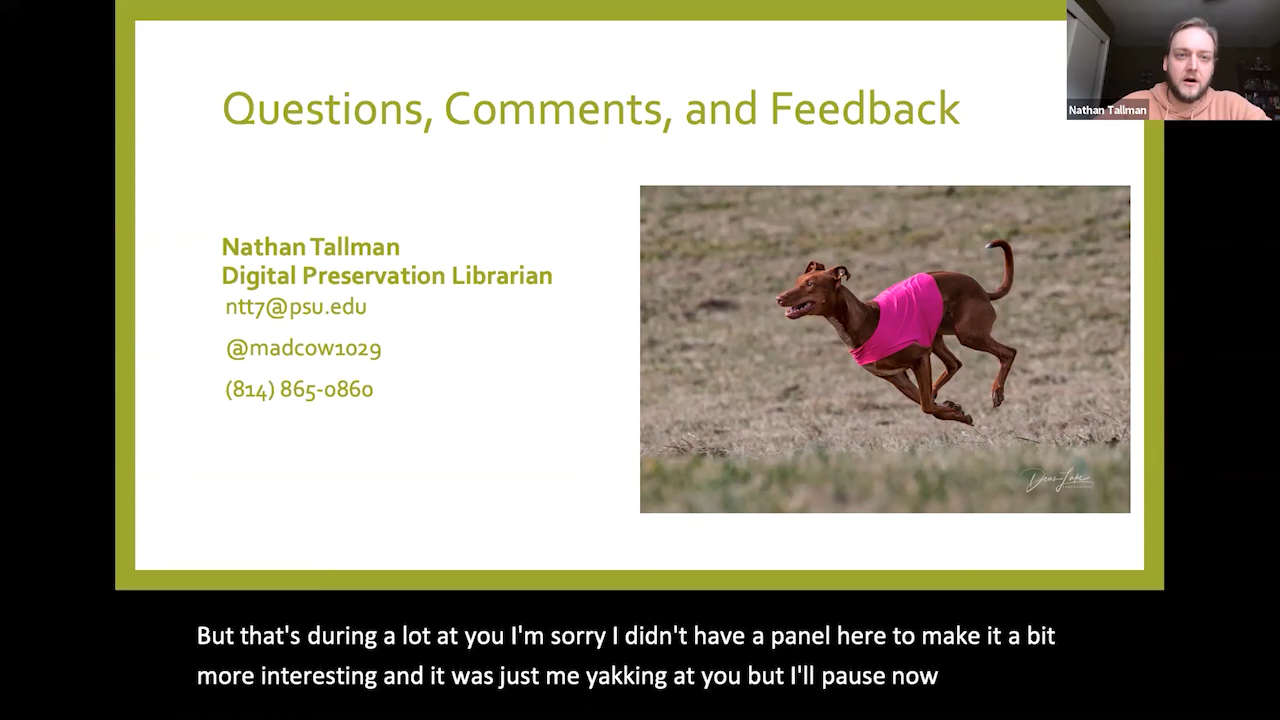 Questions, Comments, and Feedback
Nathan Tallman
Nathan Tallman
Digital Preservation Librarian
ntt7@psu.edu
@madcow1029
(814) 865-0860
But that's during a lot at you I'm sorry I didn't have a panel here to make it a bit
more interesting and it was just me yakking at you but I'll pause now